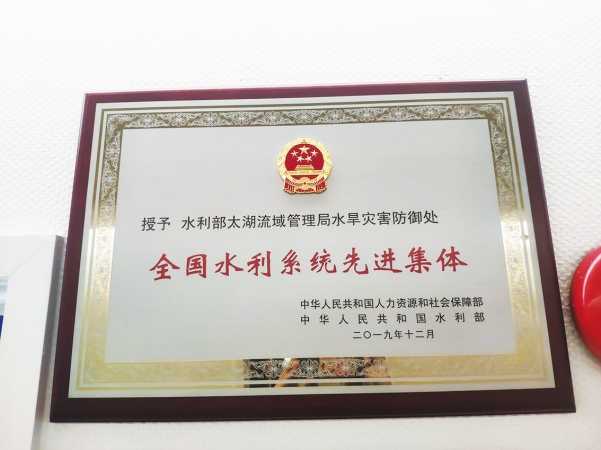 授予 水利部太湖流域管理局水旱灾害防御处
全国水利系统先进集体
中华人民共和国人力资源和社会保障部
中华人民共和国水利部
二〇一九年十二月